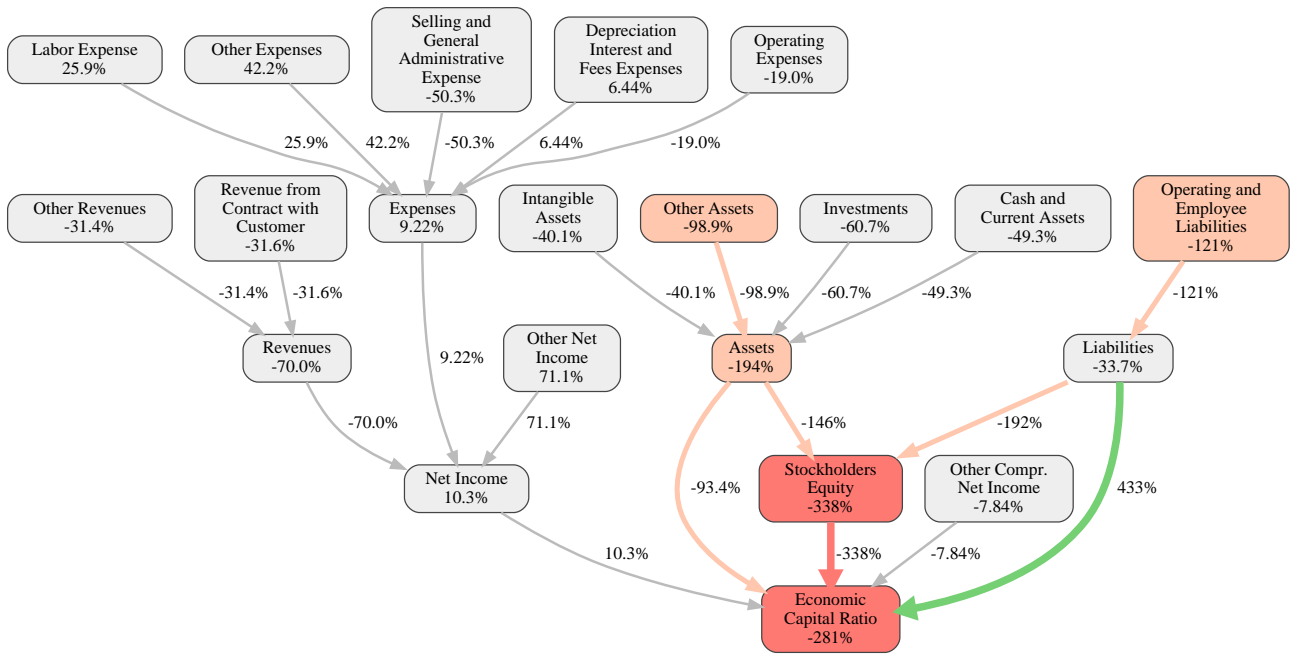 Labor Expense
25.9%
Other Expenses
42.2%
Selling and
General
Administrative
Expense
-50.3%
Depreciation
Interest and
Fees Expenses
6.44%
Operating
Expenses
-19.0%
25.9%
42.2%
-50.3%
6.44%
-19.0%
Other Revenues
-31.4%
Revenue from
Contract with
Customer
-31.6%
Expenses
9.22%
Intangible
Assets
-40.1%
Other Assets
-98.9%
Investments
-60.7%
Cash and
Current Assets
-49.3%
Operating and
Employee
Liabilities
-121%
-31.4%
-31.6%
-40.1%
-98.9%
-60.7%
-49.3%
-121%
Revenues
-70.0%
9.22%
Other Net
Income
71.1%
Assets
-194%
Liabilities
-33.7%
-70.0%
71.1%
-146%
-192%
Net Income
10.3%
-93.4%
Stockholders
Equity
-338%
Other Compr.
Net Income
-7.84%
433%
10.3%
-338%
-7.84%
Economic
Capital Ratio
-281%